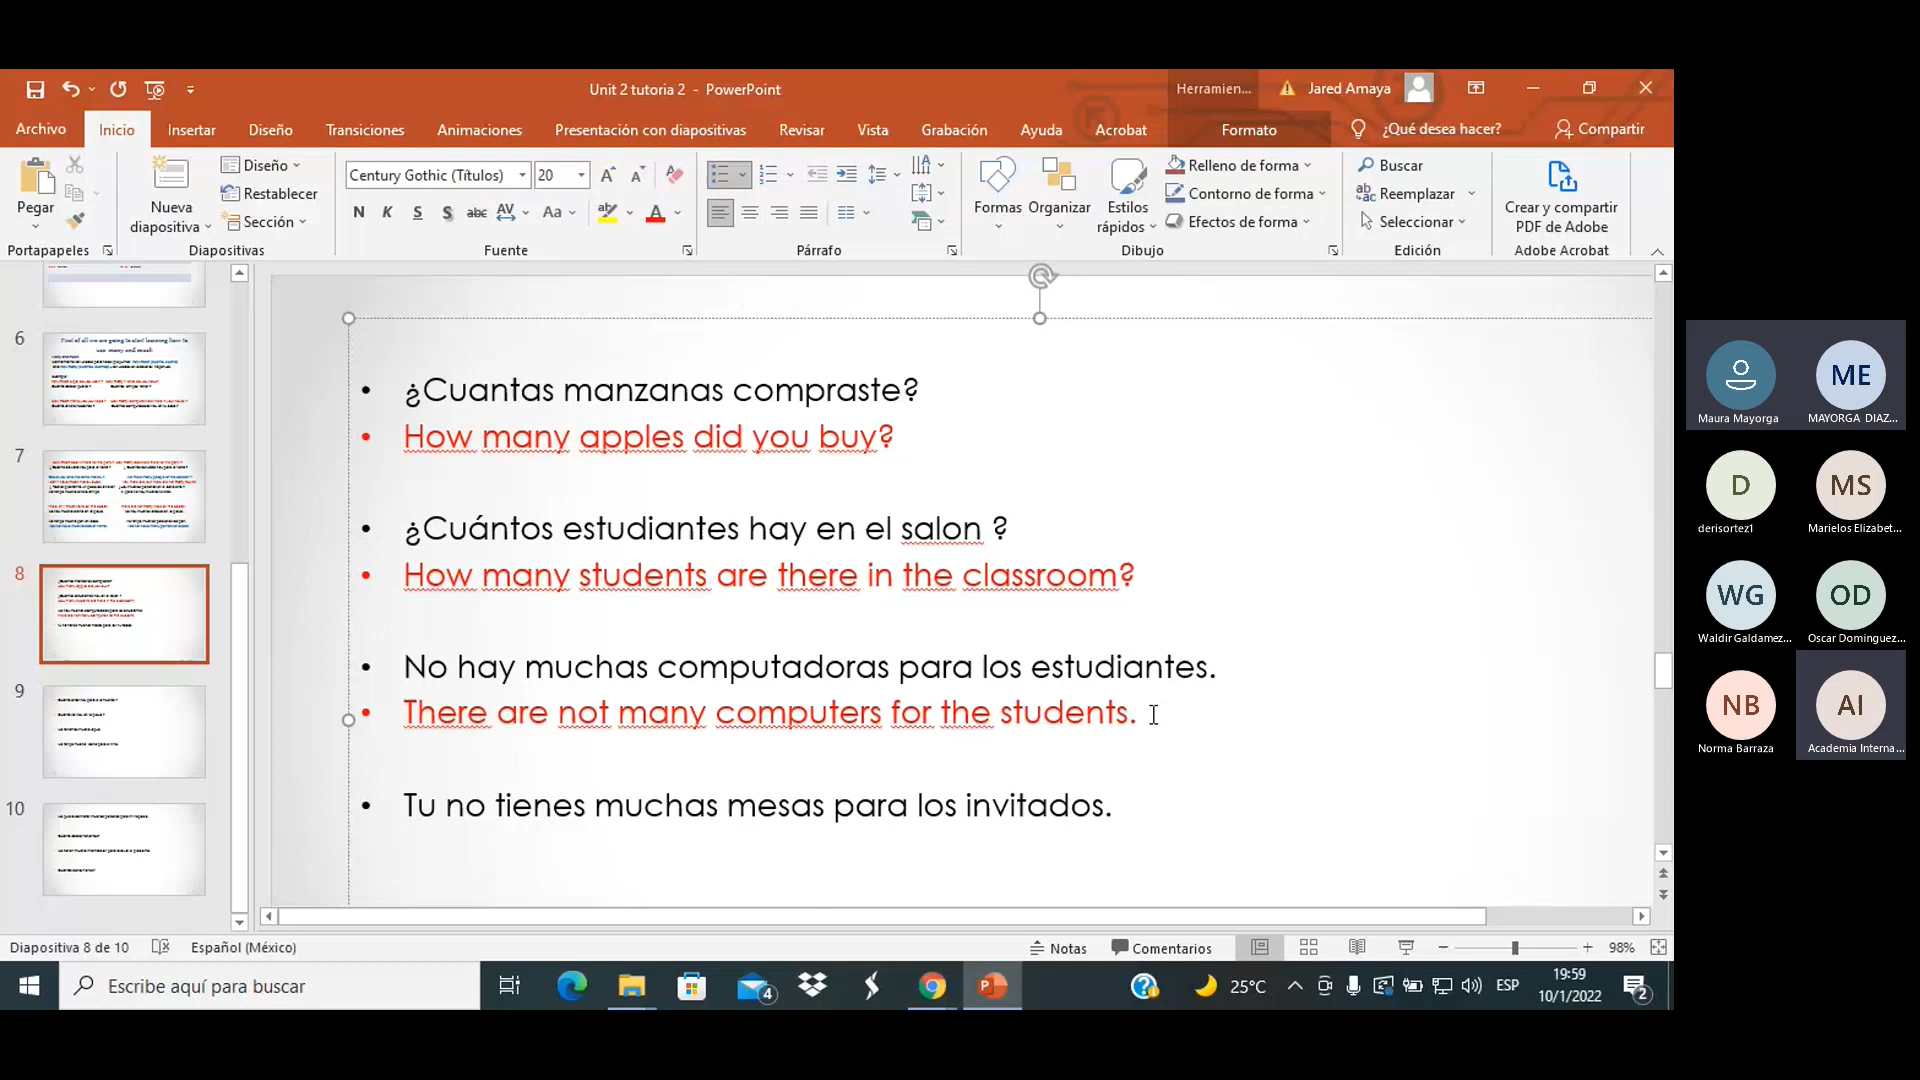 Unit 2 tutoria 2 - PowerPoint
Herramien...
Jared Amaya
Archivo
Inicio
Insertar
Diseño
Transiciones
Animaciones
Presentación con diapositivas
Revisar
Vista
Grabación
Ayuda
Acrobat
Formato
¿Qué desea hacer?
Compartir
Pegar
Nueva diapositiva
Diseño
Restablecer
Sección
Century Gothic (Títulos)
20
N K S S abc AV Aa A
Formas
Organizar
Estilos rápidos
Relleno de forma
Contorno de forma
Efectos de forma
Buscar
Reemplazar
Seleccionar
Crear y compartir PDF de Adobe
Portapapeles
Diapositivas
Fuente
Párrafo
Dibujo
Edición
Adobe Acrobat
6
7
8
9
10
• ¿Cuantas manzanas compraste?
• How many apples did you buy?
• ¿Cuántos estudiantes hay en el salon ?
• How many students are there in the classroom?
• No hay muchas computadoras para los estudiantes.
• There are not many computers for the students.
• Tu no tienes muchas mesas para los invitados.
Maura Mayorga
ME
MAYORGA DIAZ...
D
derisortez1
MS
Marielos Elizabet...
WG
Waldir Galdamez...
OD
Oscar Dominguez...
NB
Norma Barraza
AI
Academia Interna...
Diapositiva 8 de 10
Español (México)
Notas
Comentarios
98%
Escribe aquí para buscar
4
25°C
ESP
19:59
10/1/2022
2